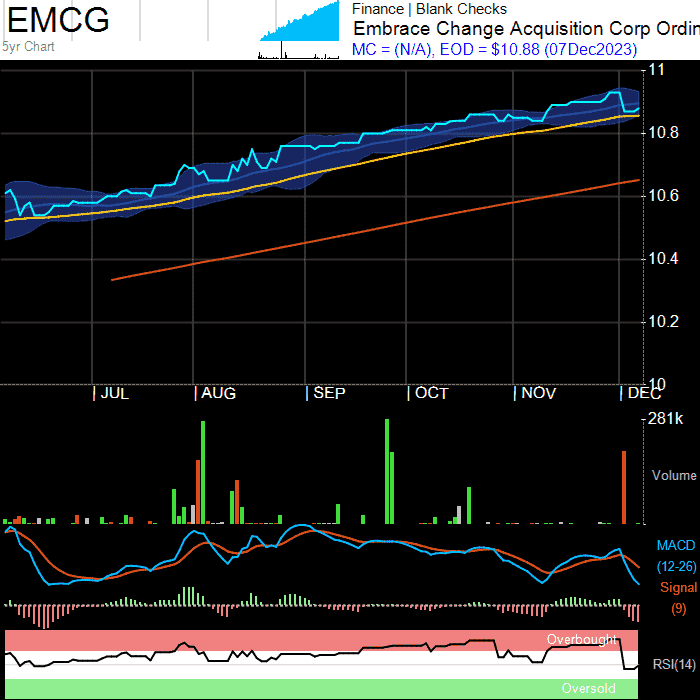 EMCG
5yr Chart
Finance | Blank Checks
Embrace Change Acquisition Corp Ordin
MC = (N/A), EOD = $10.88 (07Dec2023)
11
10.8
10.6
10.4
10.2
10
JUL AUG SEP OCT NOV DEC
281k
Volume
MACD
(12-26)
Signal
(9)
Overbought
RSI(14)
Oversold